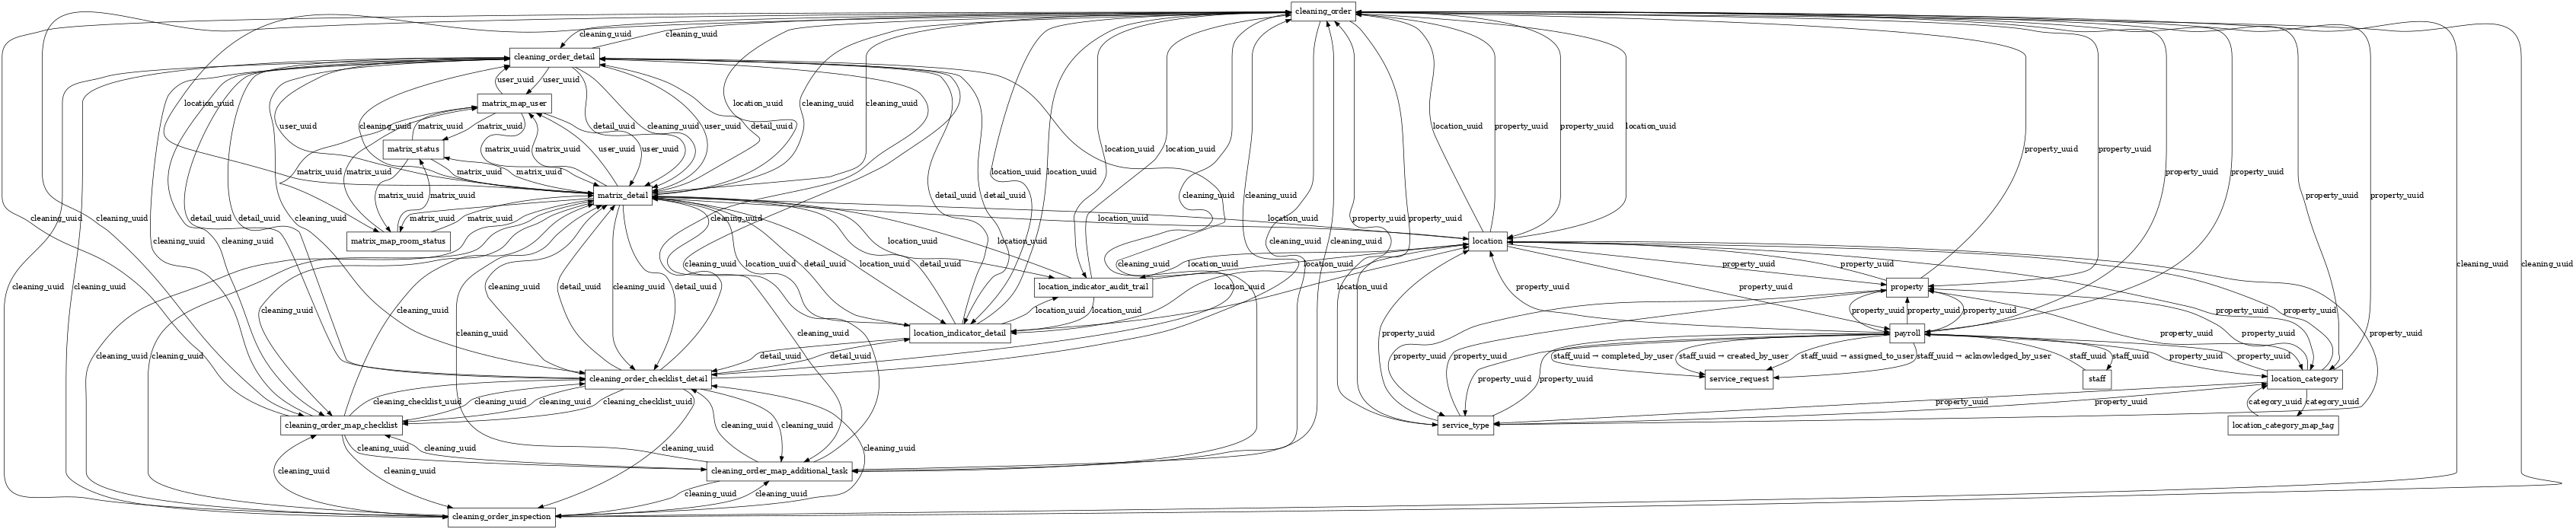 cleaning_order
cleaning_uuid
cleaning_uuid
cleaning_order_detail
user_uuid
user_uuid
matrix_map_user
location_uuid
user_uuid
cleaning_uuid
matrix_uuid
matrix_uuid
detail_uuid
cleaning_uuid
user_uuid
location_uuid
detail_uuid
cleaning_uuid
cleaning_uuid
location_uuid
property_uuid
property_uuid
location_uuid
matrix_status
matrix_uuid
matrix_uuid
user_uuid
user_uuid
location_uuid
location_uuid
property_uuid
property_uuid
matrix_uuid
matrix_uuid
matrix_uuid
matrix_uuid
location_uuid
location_uuid
property_uuid
property_uuid
matrix_uuid
matrix_uuid
matrix_detail
detail_uuid
detail_uuid
cleaning_uuid
cleaning_uuid
property_uuid
property_uuid
cleaning_uuid
cleaning_uuid
detail_uuid
detail_uuid
cleaning_uuid
matrix_uuid
matrix_uuid
cleaning_uuid
location_uuid
location_uuid
property_uuid
property_uuid
matrix_map_room_status
cleaning_uuid
cleaning_uuid
location_uuid
location_uuid
cleaning_uuid
cleaning_uuid
location
cleaning_uuid
cleaning_uuid
cleaning_uuid
location_uuid
detail_uuid
location_uuid
detail_uuid
cleaning_uuid
location_uuid
location_uuid
property_uuid
property_uuid
cleaning_uuid
cleaning_uuid
cleaning_uuid
detail_uuid
cleaning_uuid
detail_uuid
location_indicator_audit_trail
location_uuid
location_uuid
property_uuid
property_uuid
property
cleaning_uuid
cleaning_uuid
location_uuid
location_uuid
property_uuid
property_uuid
property_uuid
property_uuid
property_uuid
cleaning_uuid
location_indicator_detail
property_uuid
payroll
property_uuid
property_uuid
property_uuid
cleaning_uuid
cleaning_uuid
detail_uuid
detail_uuid
property_uuid
property_uuid
staff_uuid → completed_by_user
staff_uuid → created_by_user
staff_uuid → assigned_to_user
staff_uuid → acknowledged_by_user
staff_uuid
staff_uuid
property_uuid
property_uuid
cleaning_order_checklist_detail
property_uuid
property_uuid
service_request
staff
location_category
cleaning_checklist_uuid
cleaning_uuid
cleaning_uuid
cleaning_checklist_uuid
property_uuid
property_uuid
category_uuid
category_uuid
cleaning_order_map_checklist
cleaning_uuid
cleaning_uuid
service_type
location_category_map_tag
cleaning_uuid
cleaning_uuid
cleaning_uuid
cleaning_uuid
cleaning_uuid
cleaning_uuid
cleaning_order_map_additional_task
cleaning_uuid
cleaning_uuid
cleaning_order_inspection